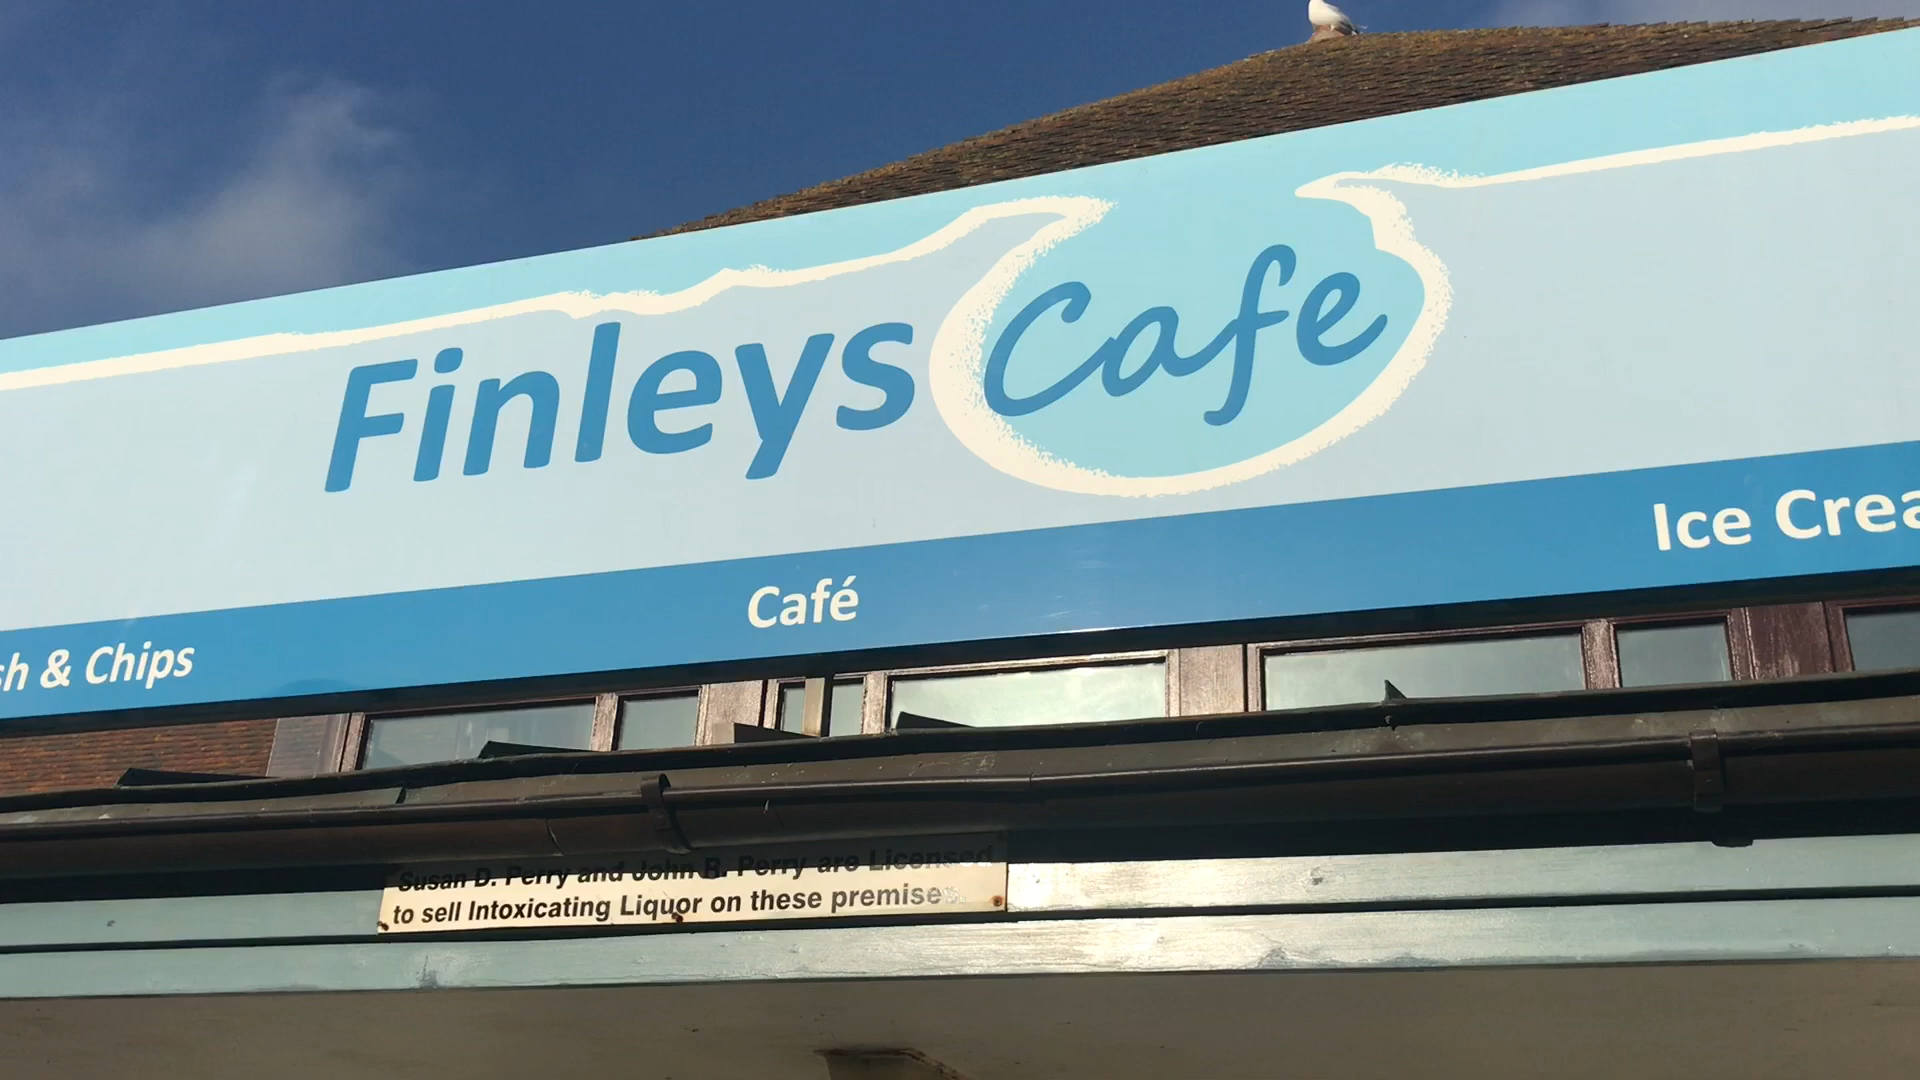 Finleys Cafe
sh & Chips
Café
Ice Crea
Susan D. Perry and John R. Perry are Licensed
to sell Intoxicating Liquor on these premises